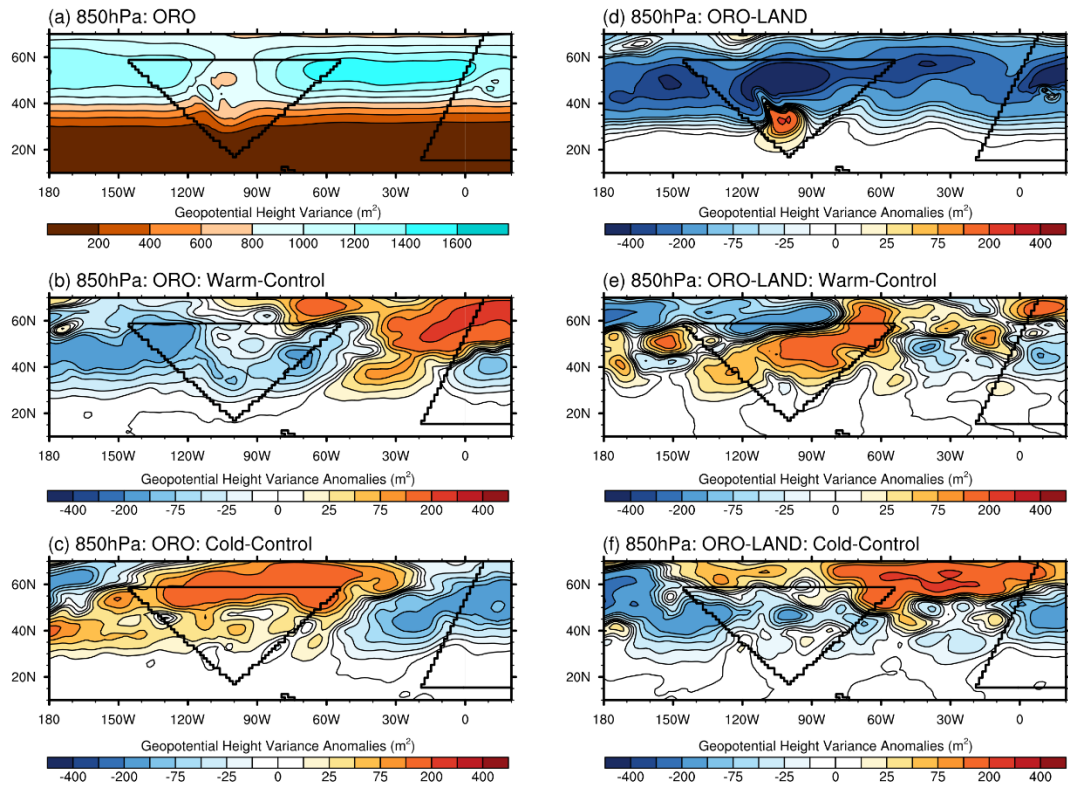 (a) 850hPa: ORO
60N
40N
20N
180 150W 120W 90W 60W 30W 0
Geopotential Height Variance (m²)
200 400 600 800 1000 1200 1400 1600
(b) 850hPa: ORO: Warm-Control
60N
40N
20N
180 150W 120W 90W 60W 30W 0
Geopotential Height Variance Anomalies (m²)
-400 -200 -75 -25 0 25 75 200 400
(c) 850hPa: ORO: Cold-Control
60N
40N
20N
180 150W 120W 90W 60W 30W 0
Geopotential Height Variance Anomalies (m²)
-400 -200 -75 -25 0 25 75 200 400
(d) 850hPa: ORO-LAND
60N
40N
20N
180 150W 120W 90W 60W 30W 0
Geopotential Height Variance Anomalies (m²)
-400 -200 -75 -25 0 25 75 200 400
(e) 850hPa: ORO-LAND: Warm-Control
60N
40N
20N
180 150W 120W 90W 60W 30W 0
Geopotential Height Variance Anomalies (m²)
-400 -200 -75 -25 0 25 75 200 400
(f) 850hPa: ORO-LAND: Cold-Control
60N
40N
20N
180 150W 120W 90W 60W 30W 0
Geopotential Height Variance Anomalies (m²)
-400 -200 -75 -25 0 25 75 200 400